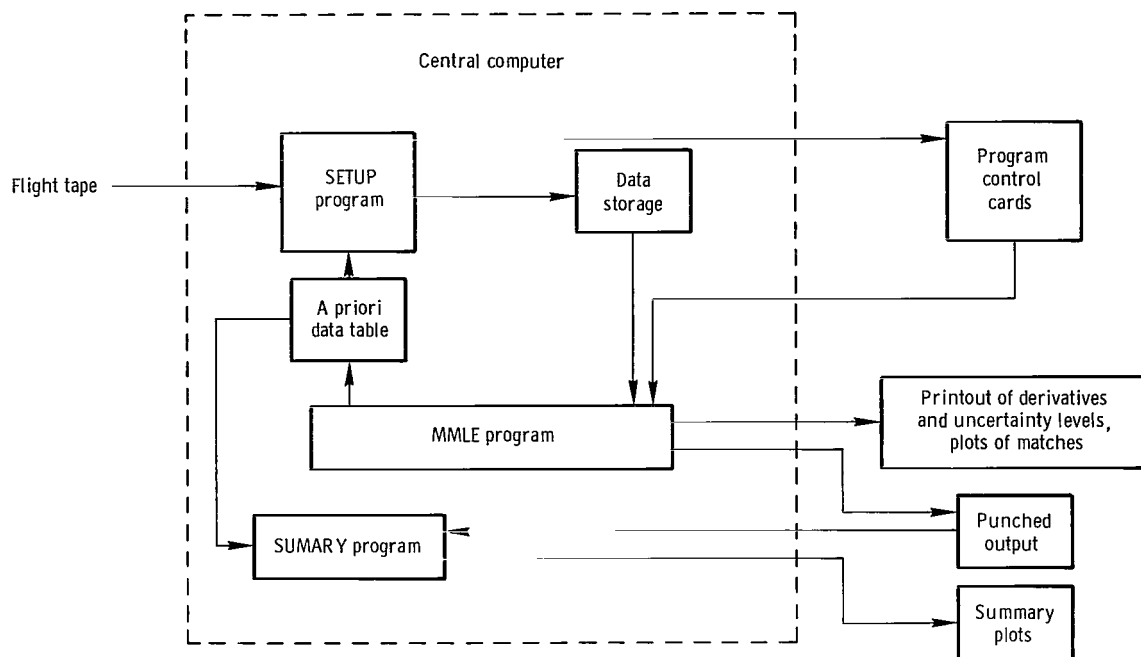 Central computer
Flight tape
SETUP
program
Data
storage
Program
control
cards
A priori
data table
MMLE program
Printout of derivatives
and uncertainty levels,
plots of matches
SUMARY program
Punched
output
Summary
plots